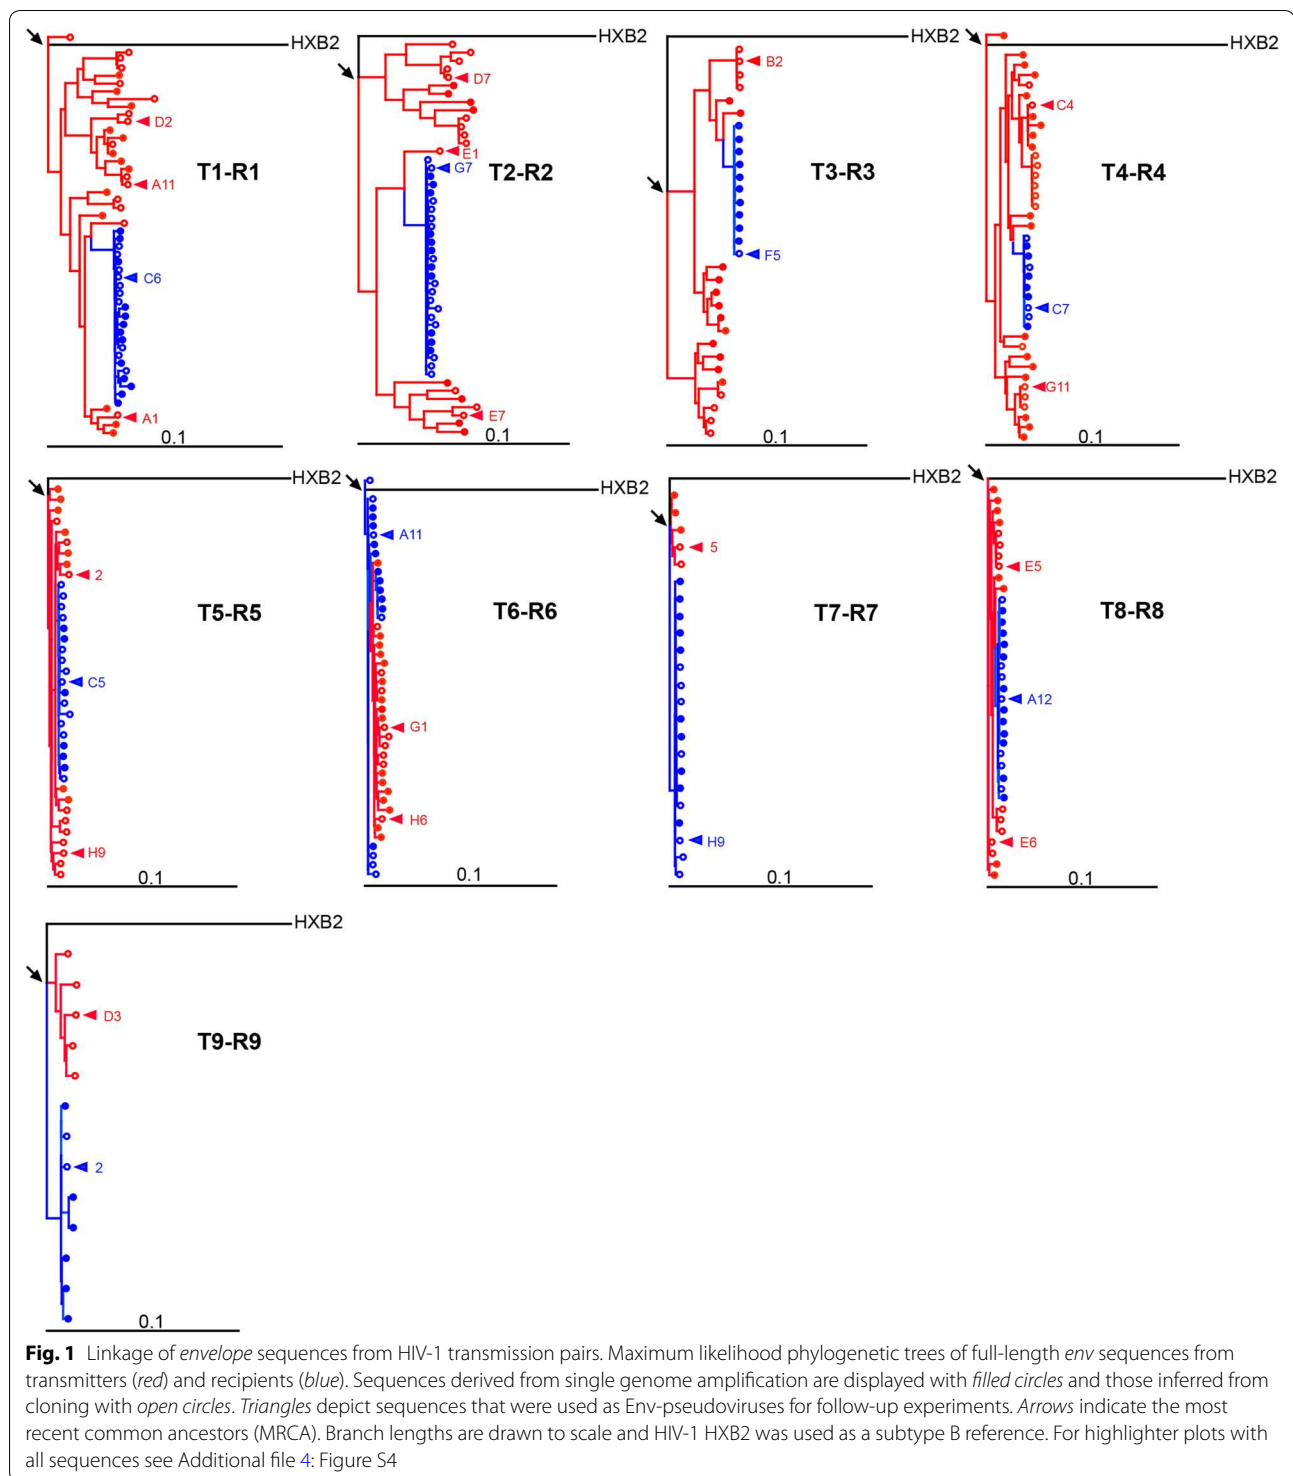 HXB2
D2
A11
T1-R1
C6
A1
0.1
HXB2
D7
E1
G7
T2-R2
E7
0.1
HXB2
B2
T3-R3
F5
0.1
HXB2
C4
T4-R4
C7
G11
0.1
HXB2
2
T5-R5
C5
H9
0.1
HXB2
A11
T6-R6
G1
H6
0.1
HXB2
5
T7-R7
H9
0.1
HXB2
E5
T8-R8
A12
E6
0.1
HXB2
D3
T9-R9
2
0.1
Fig. 1 Linkage of envelope sequences from HIV-1 transmission pairs. Maximum likelihood phylogenetic trees of full-length env sequences from
transmitters (red) and recipients (blue). Sequences derived from single genome amplification are displayed with filled circles and those inferred from
cloning with open circles. Triangles depict sequences that were used as Env-pseudoviruses for follow-up experiments. Arrows indicate the most
recent common ancestors (MRCA). Branch lengths are drawn to scale and HIV-1 HXB2 was used as a subtype B reference. For highlighter plots with
all sequences see Additional file 4: Figure S4